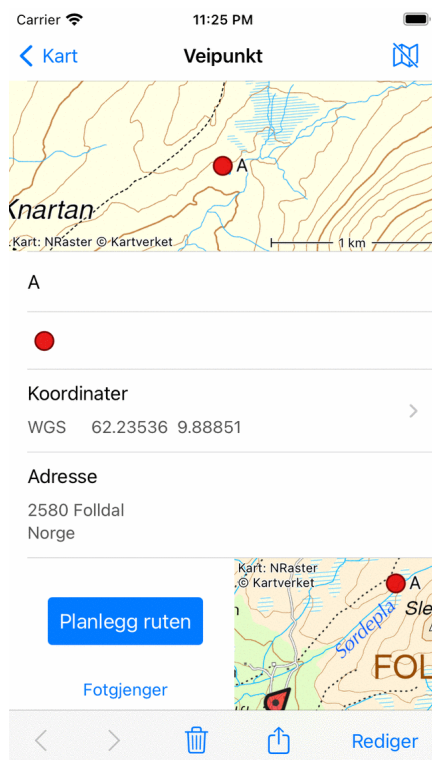 Carrier 11:25 PM
Kart Veipunkt
A
Knartan
Kart: NRaster © Kartverket 1 km
A
Koordinater
WGS 62.23536 9.88851
Adresse
2580 Folldal
Norge
Kart: NRaster
© Kartverket
A
Sørdepla
Planlegg ruten
Fotgjenger
Rediger